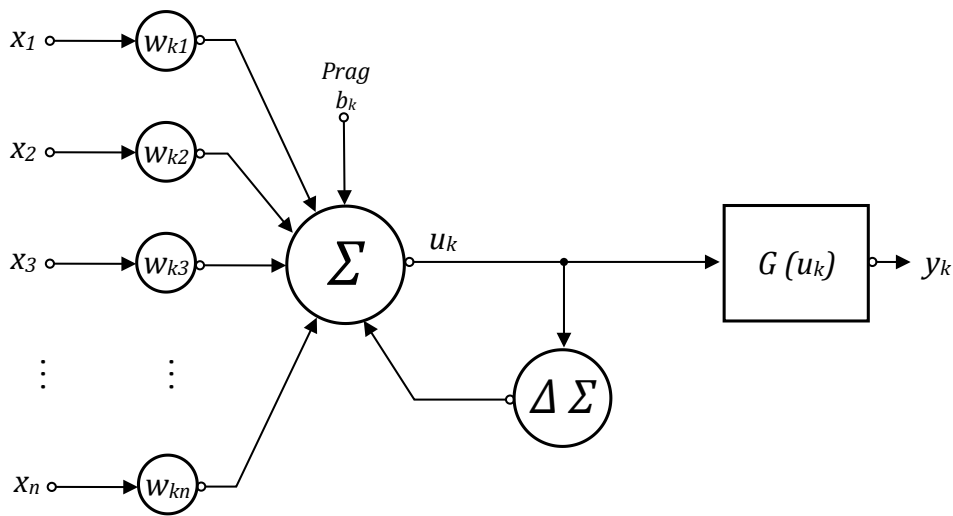 x1
wk1
Prag
bk
x2
wk2
uk
x3
wk3
Σ
G (uk)
yk
Δ Σ
xn
wkn